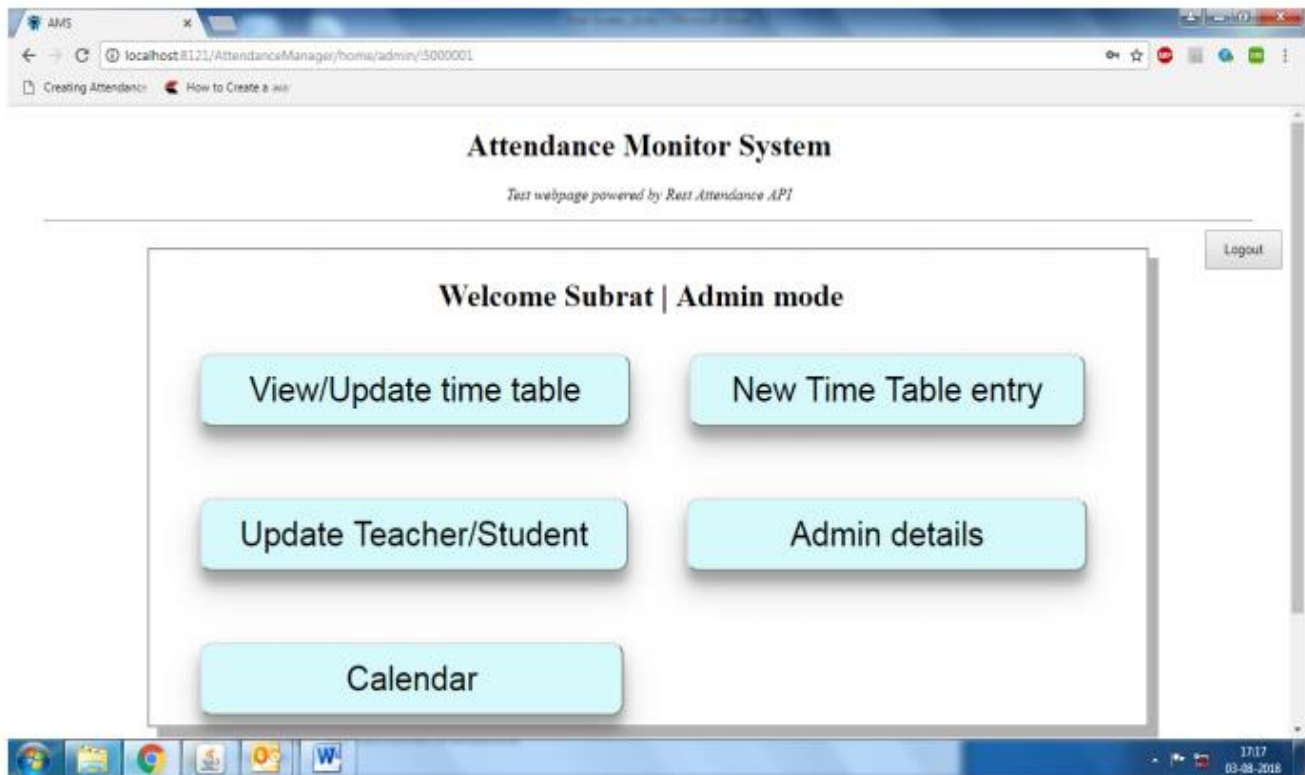 AMS
localhost:8121/AttendanceManager/home/admin/15000001
Creating Attendance How to Create a
Attendance Monitor System
Test webpage powered by Rest Attendance API
Logout
Welcome Subrat | Admin mode
View/Update time table New Time Table entry
Update Teacher/Student Admin details
Calendar
17:17
03-08-2018